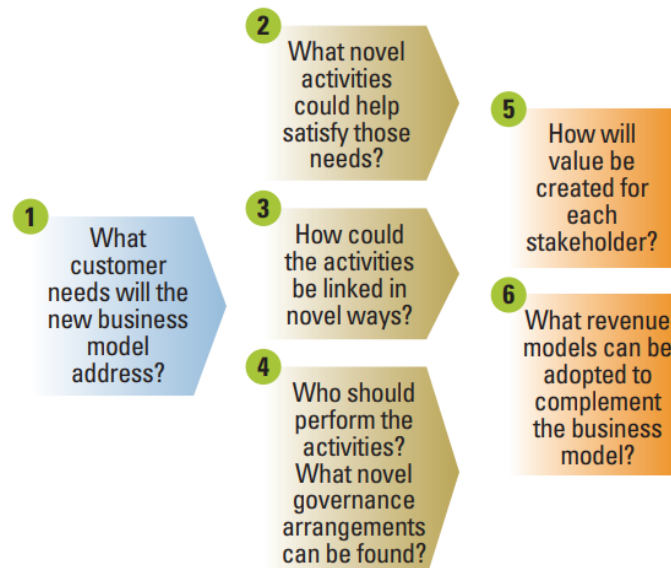 1
What
customer
needs will the
new business
model
address?
2
What novel
activities
could help
satisfy those
needs?
3
How could
the activities
be linked in
novel ways?
4
Who should
perform the
activities?
What novel
governance
arrangements
can be found?
5
How will
value be
created for
each
stakeholder?
6
What revenue
models can be
adopted to
complement
the business
model?